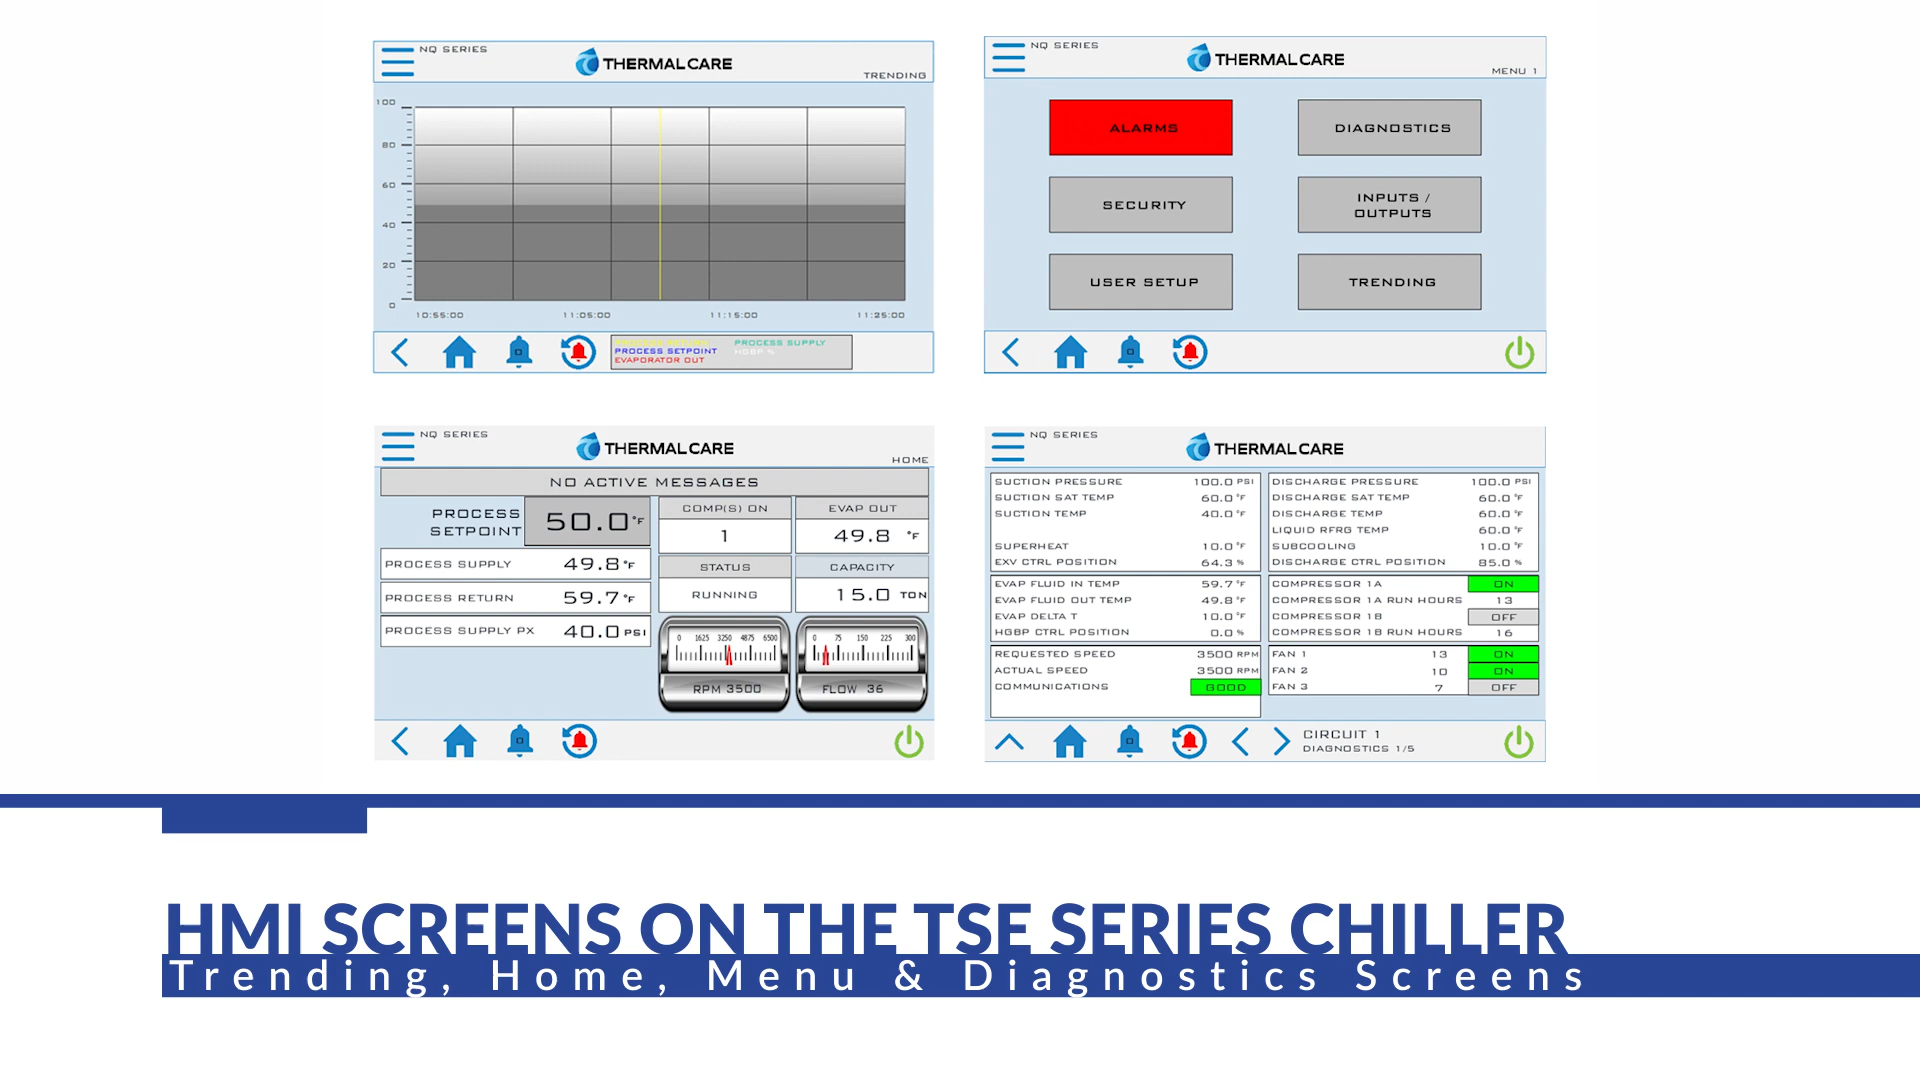 NQ SERIES
THERMALCARE
TRENDING
100
80
60
40
20
0
10:55:00 11:05:00 11:15:00 11:25:00
PROCESS SUPPLY
PROCESS SETPOINT HGBP %
EVAPORATOR OUT
NQ SERIES
THERMALCARE
MENU 1
ALARMS DIAGNOSTICS
SECURITY INPUTS /
OUTPUTS
USER SETUP TRENDING
NQ SERIES
THERMALCARE
HOME
NO ACTIVE MESSAGES
PROCESS
SETPOINT 50.0 °F
PROCESS SUPPLY 49.8 °F
PROCESS RETURN 59.7 °F
PROCESS SUPPLY PX 40.0 PSI
COMP(S) ON
1
EVAP OUT
49.8 °F
STATUS
RUNNING
CAPACITY
15.0 TON
0 1625 3250 4875 6500
RPM 3500
0 75 150 225 300
FLOW 36
NQ SERIES
THERMALCARE
SUCTION PRESSURE 100.0 PSI
SUCTION SAT TEMP 60.0 °F
SUCTION TEMP 40.0 °F
SUPERHEAT 10.0 °F
EXV CTRL POSITION 64.3 %
DISCHARGE PRESSURE 100.0 PSI
DISCHARGE SAT TEMP 60.0 °F
DISCHARGE TEMP 60.0 °F
LIQUID RFRG TEMP 60.0 °F
SUBCOOLING 10.0 °F
DISCHARGE CTRL POSITION 85.0 %
EVAP FLUID IN TEMP 59.7 °F
EVAP FLUID OUT TEMP 49.8 °F
EVAP DELTA T 10.0 °F
HGBP CTRL POSITION 0.0 %
COMPRESSOR 1A ON
COMPRESSOR 1A RUN HOURS 13
COMPRESSOR 1B OFF
COMPRESSOR 1B RUN HOURS 16
REQUESTED SPEED 3500 RPM
ACTUAL SPEED 3500 RPM
COMMUNICATIONS GOOD
FAN 1 13 ON
FAN 2 10 ON
FAN 3 7 OFF
CIRCUIT 1
DIAGNOSTICS 1/5
HMI SCREENS ON THE TSE SERIES CHILLER
Trending, Home, Menu & Diagnostics Screens